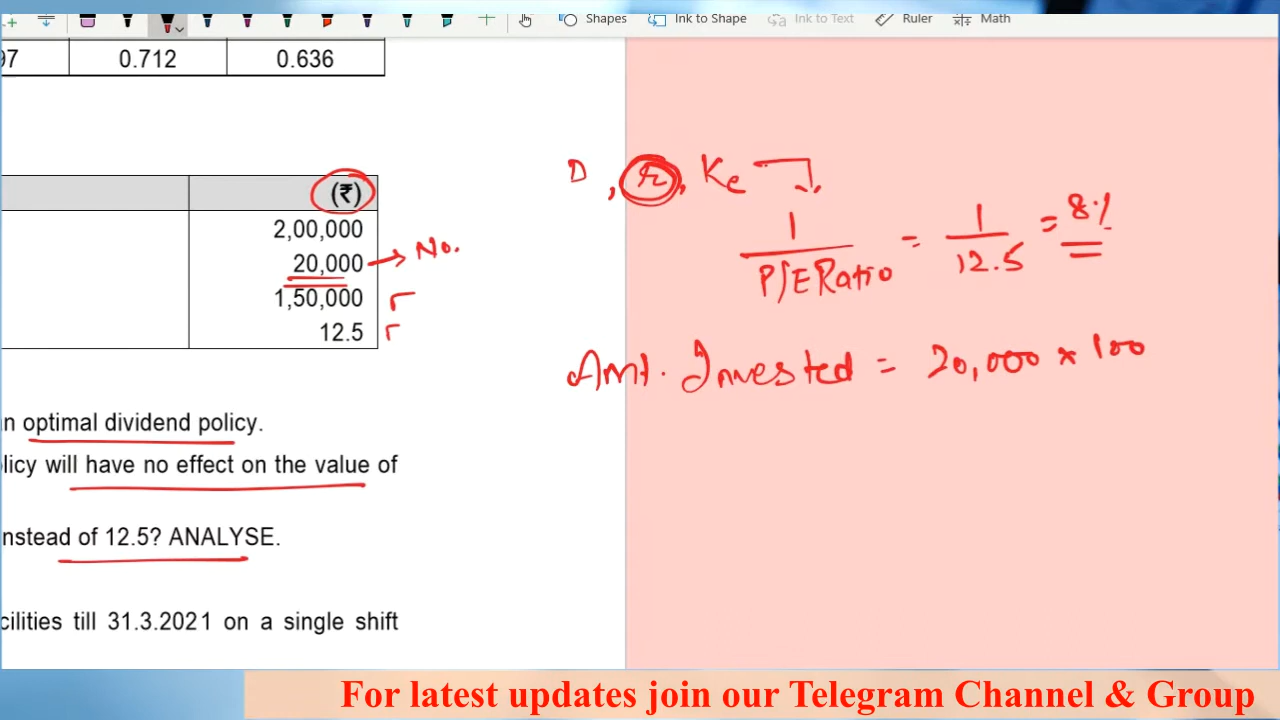 Shapes Ink to Shape Ink to Text Ruler Math
97 0.712 0.636
(₹)
2,00,000
20,000 → No.
1,50,000
12.5
n optimal dividend policy.
licy will have no effect on the value of
nstead of 12.5? ANALYSE.
cilities till 31.3.2021 on a single shift
D, r, Ke
1/P/E Ratio = 1/12.5 = 8%
Amt. Invested = 20,000 × 100
For latest updates join our Telegram Channel & Group